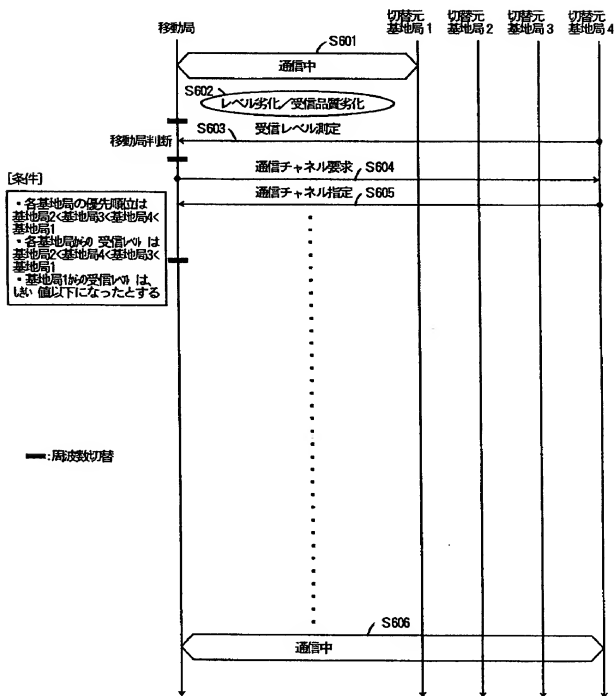 移動局
切替元
基地局1
切替元
基地局2
切替元
基地局3
切替元
基地局4
S601
通信中
S602
レベル劣化/受信品質劣化
S603
受信レベル測定
移動局判断
通信チャネル要求
S604
通信チャネル指定
S605
[条件]
・各基地局の優先順位は
基地局2<基地局3<基地局4<
基地局1
・各基地局からの 受信レベル は
基地局2<基地局4<基地局3<
基地局1
・基地局1からの受信レベル は、
しきい 値以下になったとする
:周波数切替
S606
通信中